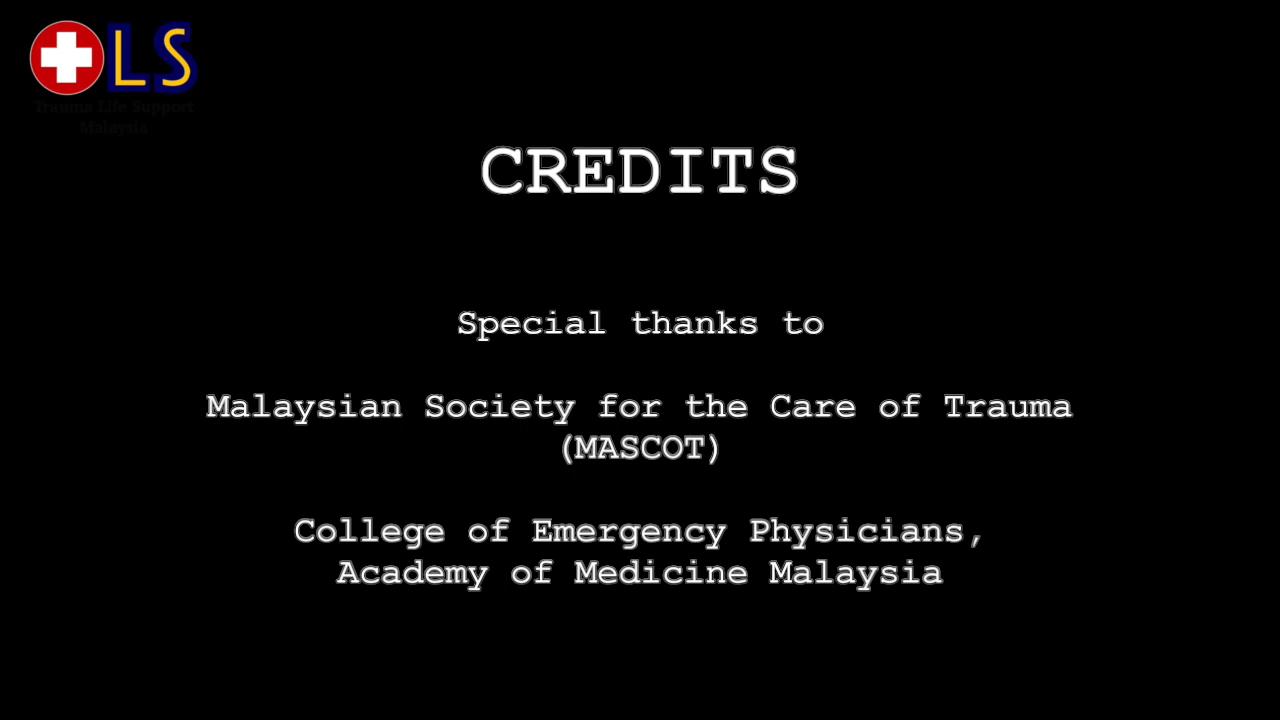 LS
Trauma Life Support
Malaysia
CREDITS
Special thanks to
Malaysian Society for the Care of Trauma
(MASCOT)
College of Emergency Physicians,
Academy of Medicine Malaysia